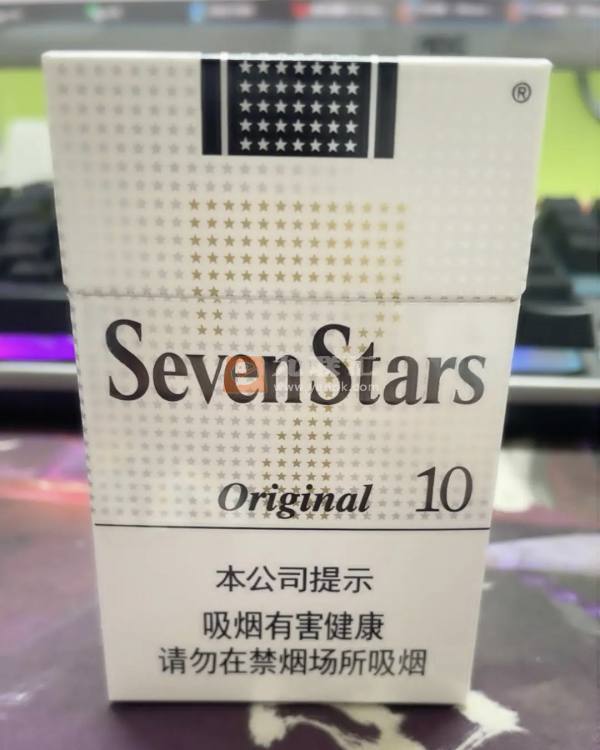 ®
Seven Stars
Original 10
本公司提示
吸烟有害健康
请勿在禁烟场所吸烟